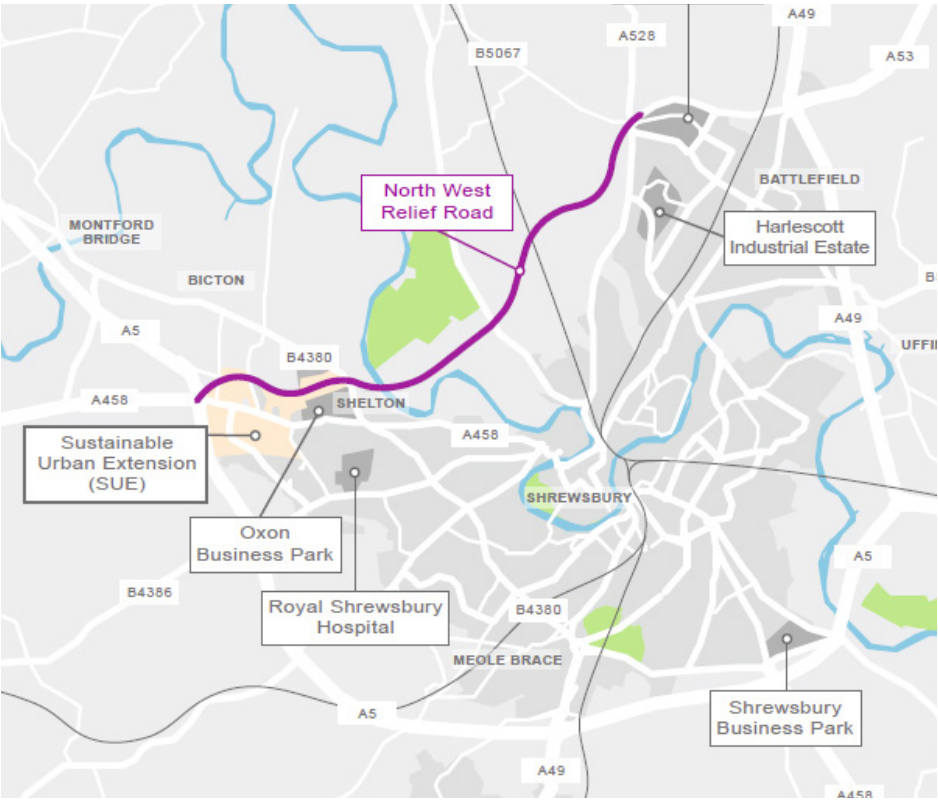 A49
A528
B5067
A53
BATTLEFIELD
North West
Relief Road
Harlescott
Industrial Estate
MONTFORD
BRIDGE
BICTON
A5
A49
B4380
A458
SHELTON
A458
Sustainable
Urban Extension
(SUE)
SHREWSBURY
Oxon
Business Park
A5
B4386
Royal Shrewsbury
Hospital
B4380
MEOLE BRACE
A5
Shrewsbury
Business Park
A49
A458